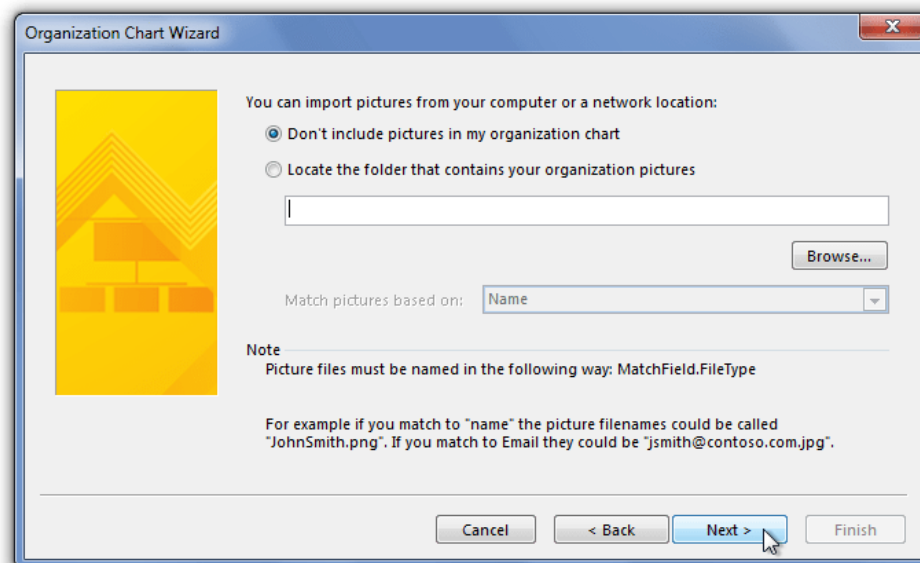 Organization Chart Wizard
You can import pictures from your computer or a network location:
Don't include pictures in my organization chart
Locate the folder that contains your organization pictures
Browse...
Match pictures based on: Name
Note
Picture files must be named in the following way: MatchField.FileType
For example if you match to "name" the picture filenames could be called
"JohnSmith.png". If you match to Email they could be "jsmith@contoso.com.jpg".
Cancel < Back Next > Finish